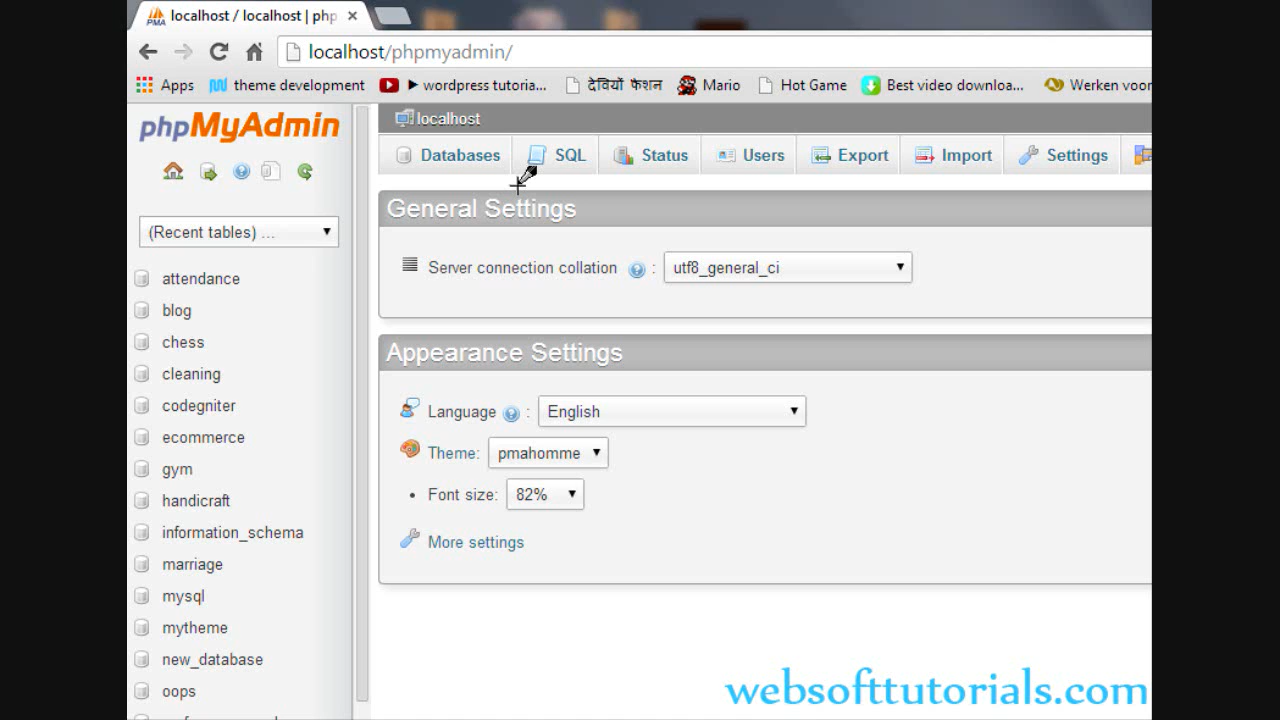 localhost / localhost | php
localhost/phpmyadmin/
Apps theme development ▶ wordpress tutoria... देवियों फैशन Mario Hot Game Best video downloa... Werken voor
phpMyAdmin
localhost
Databases SQL Status Users Export Import Settings
(Recent tables) ...
attendance
blog
chess
cleaning
codegniter
ecommerce
gym
handicraft
information_schema
marriage
mysql
mytheme
new_database
oops
General Settings
Server connection collation : utf8_general_ci
Appearance Settings
Language : English
Theme: pmahomme
• Font size: 82%
More settings
websofttutorials.com